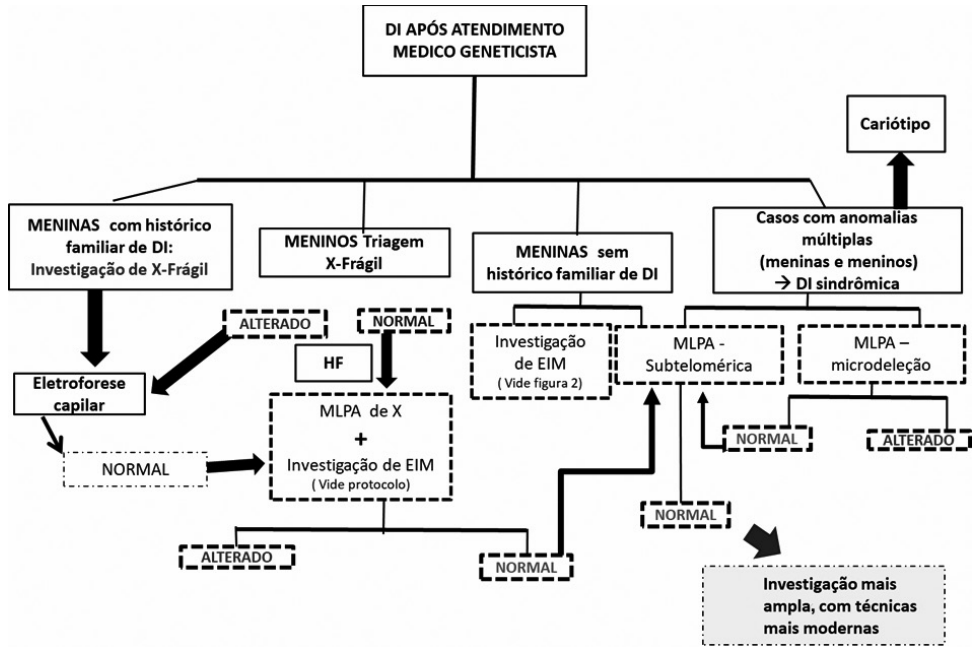 DI APÓS ATENDIMENTO
MEDICO GENETICISTA
Cariótipo
MENINAS com histórico
familiar de DI:
Investigação de X-Frágil
MENINOS Triagem
X-Frágil
MENINAS sem
histórico familiar de DI
Casos com anomalias
múltiplas
(meninas e meninos)
→ DI sindrômica
ALTERADO
NORMAL
HF
Investigação
de EIM
( Vide figura 2)
MLPA -
Subtelomérica
MLPA –
microdeleção
Eletroforese
capilar
MLPA de X
+
Investigação de EIM
( Vide protocolo)
NORMAL
NORMAL
ALTERADO
NORMAL
ALTERADO
NORMAL
Investigação mais
ampla, com técnicas
mais modernas